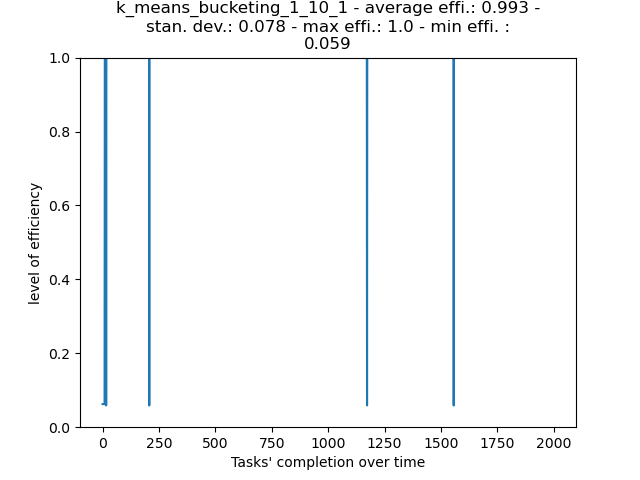 k_means_bucketing_1_10_1 - average effi.: 0.993 -
stan. dev.: 0.078 - max effi.: 1.0 - min effi. :
0.059
1.0
0.8
0.6
0.4
0.2
0.0
level of efficiency
0 250 500 750 1000 1250 1500 1750 2000
Tasks' completion over time